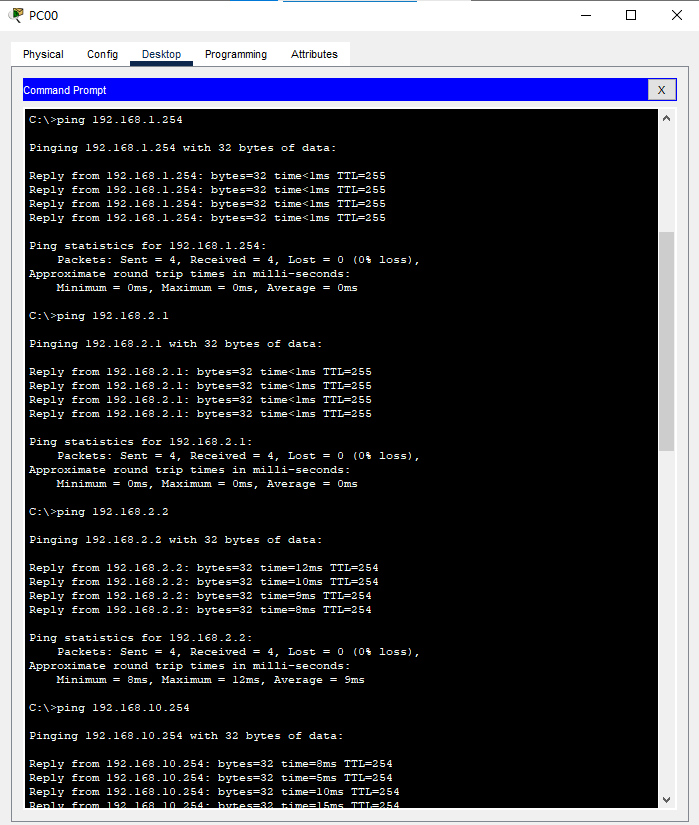 PC00
Physical Config Desktop Programming Attributes
Command Prompt X
C:\>ping 192.168.1.254
Pinging 192.168.1.254 with 32 bytes of data:
Reply from 192.168.1.254: bytes=32 time<1ms TTL=255
Reply from 192.168.1.254: bytes=32 time<1ms TTL=255
Reply from 192.168.1.254: bytes=32 time<1ms TTL=255
Reply from 192.168.1.254: bytes=32 time<1ms TTL=255
Ping statistics for 192.168.1.254:
Packets: Sent = 4, Received = 4, Lost = 0 (0% loss),
Approximate round trip times in milli-seconds:
Minimum = 0ms, Maximum = 0ms, Average = 0ms
C:\>ping 192.168.2.1
Pinging 192.168.2.1 with 32 bytes of data:
Reply from 192.168.2.1: bytes=32 time<1ms TTL=255
Reply from 192.168.2.1: bytes=32 time<1ms TTL=255
Reply from 192.168.2.1: bytes=32 time<1ms TTL=255
Reply from 192.168.2.1: bytes=32 time<1ms TTL=255
Ping statistics for 192.168.2.1:
Packets: Sent = 4, Received = 4, Lost = 0 (0% loss),
Approximate round trip times in milli-seconds:
Minimum = 0ms, Maximum = 0ms, Average = 0ms
C:\>ping 192.168.2.2
Pinging 192.168.2.2 with 32 bytes of data:
Reply from 192.168.2.2: bytes=32 time=12ms TTL=254
Reply from 192.168.2.2: bytes=32 time=10ms TTL=254
Reply from 192.168.2.2: bytes=32 time=9ms TTL=254
Reply from 192.168.2.2: bytes=32 time=8ms TTL=254
Ping statistics for 192.168.2.2:
Packets: Sent = 4, Received = 4, Lost = 0 (0% loss),
Approximate round trip times in milli-seconds:
Minimum = 8ms, Maximum = 12ms, Average = 9ms
C:\>ping 192.168.10.254
Pinging 192.168.10.254 with 32 bytes of data:
Reply from 192.168.10.254: bytes=32 time=8ms TTL=254
Reply from 192.168.10.254: bytes=32 time=5ms TTL=254
Reply from 192.168.10.254: bytes=32 time=10ms TTL=254
Reply from 192.168.10.254: bytes=32 time=15ms TTL=254